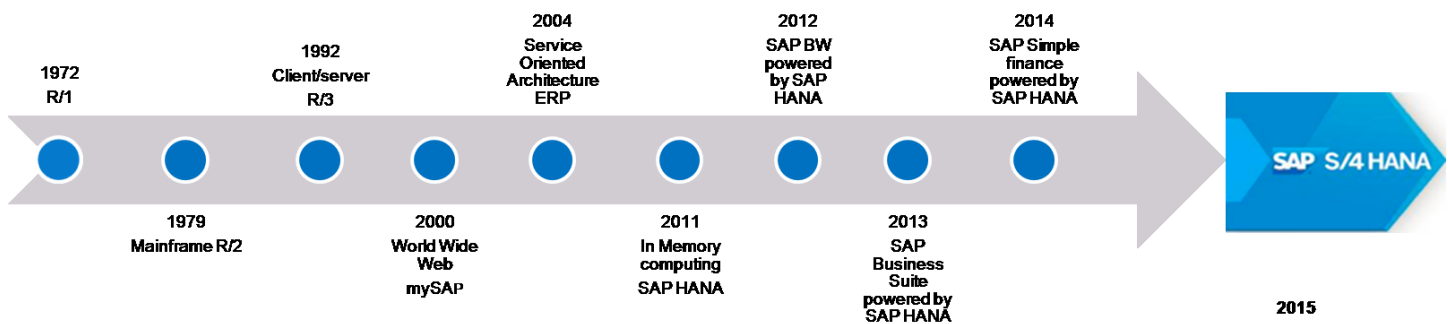 1972
R/1
1979
Mainframe R/2
1992
Client/server
R/3
2000
World Wide
Web
mySAP
2004
Service
Oriented
Architecture
ERP
2011
In Memory
computing
SAP HANA
2012
SAP BW
powered
by SAP
HANA
2013
SAP
Business
Suite
powered by
SAP HANA
2014
SAP Simple
finance
powered by
SAP HANA
SAP S/4 HANA
2015